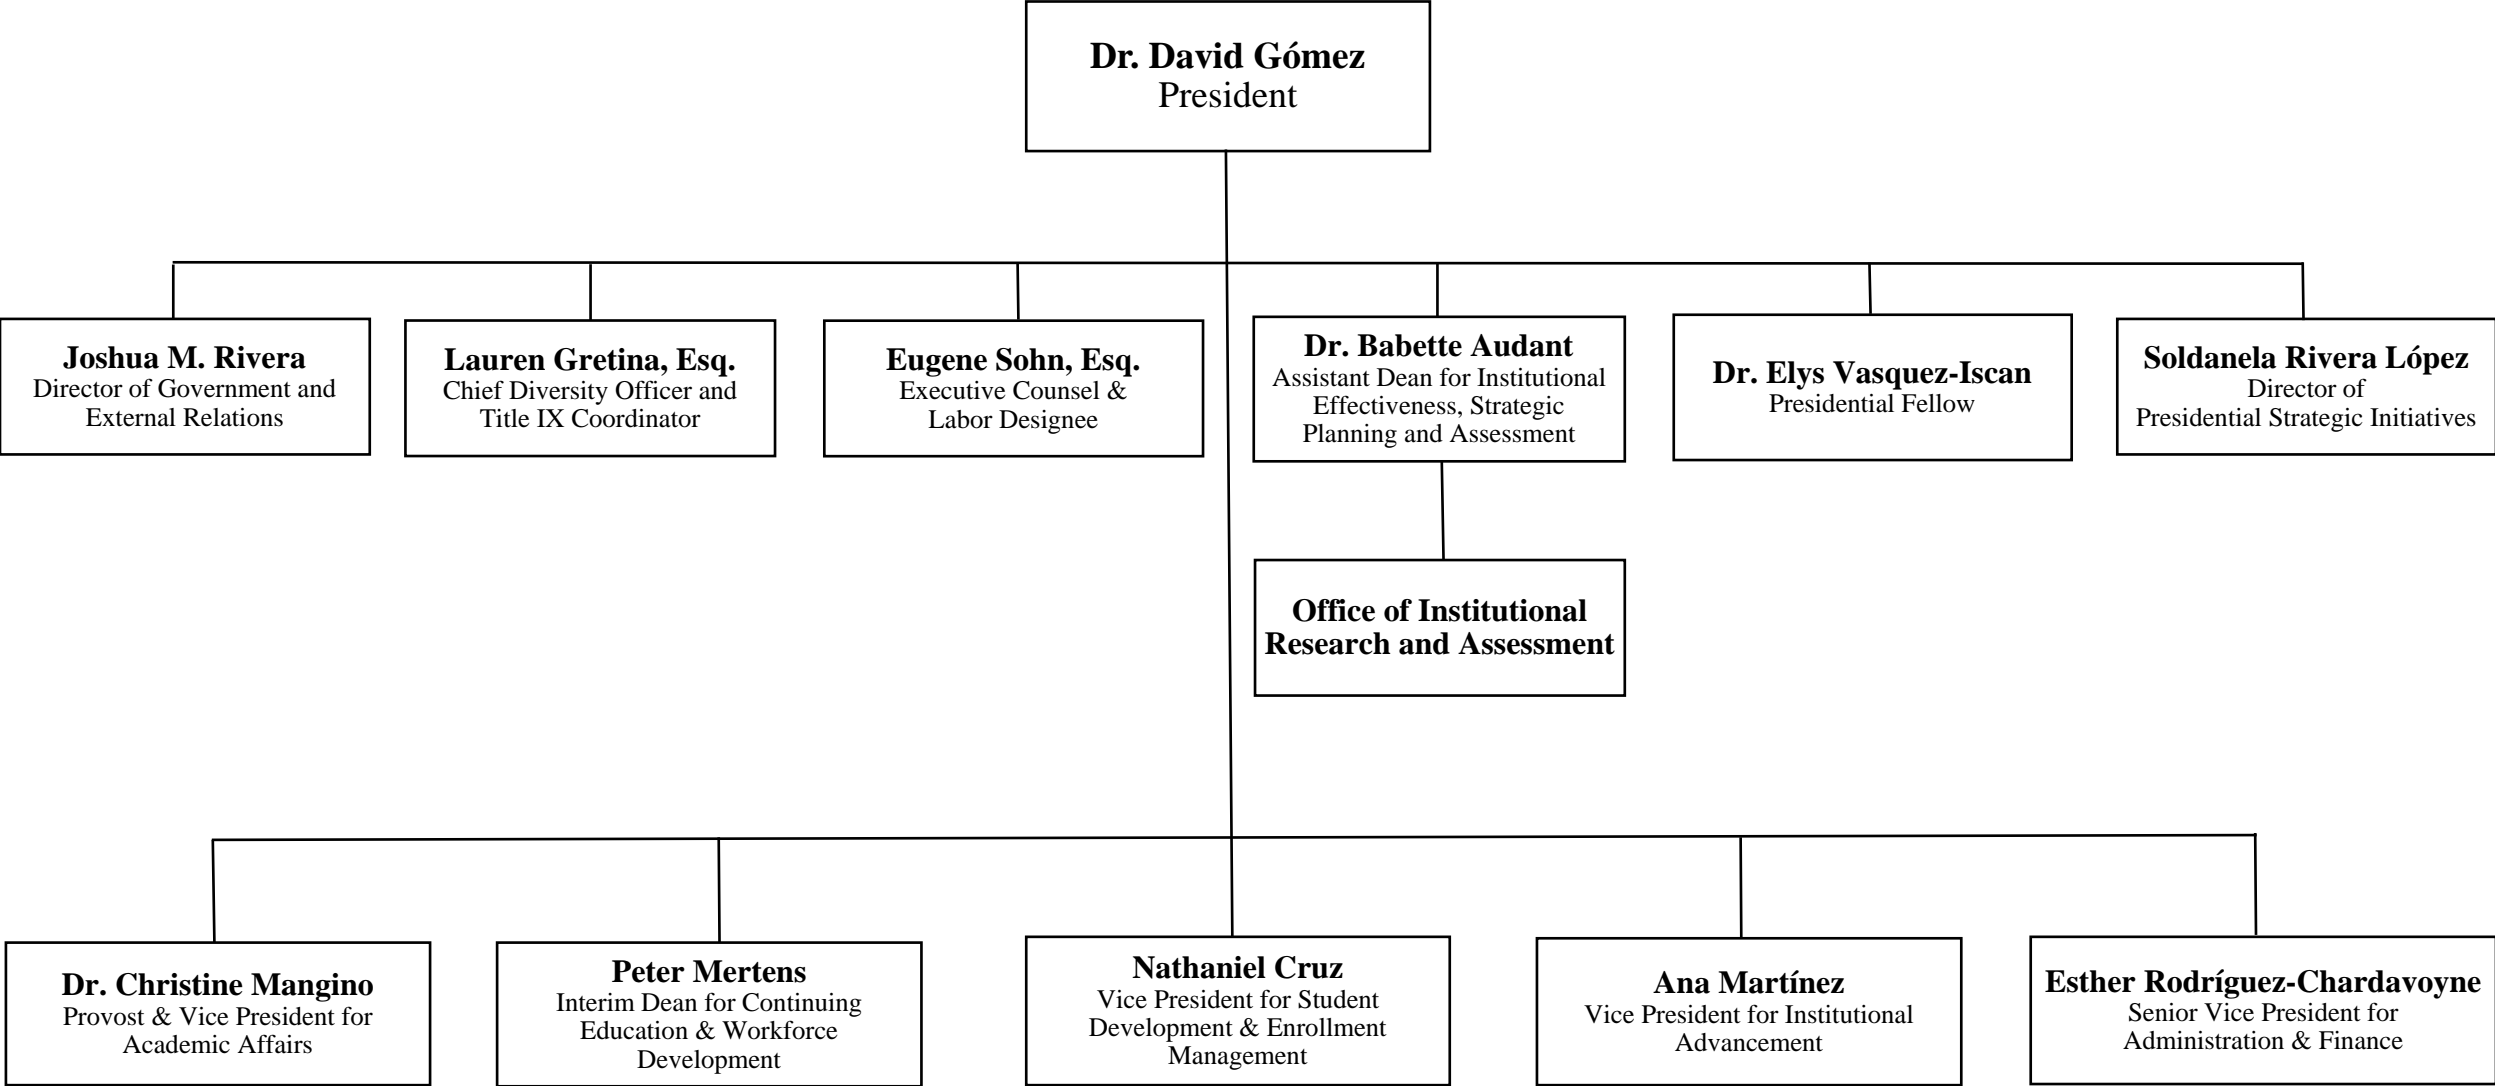 Dr. David Gómez
President
Joshua M. Rivera
Director of Government and
External Relations
Lauren Gretina, Esq.
Chief Diversity Officer and
Title IX Coordinator
Eugene Sohn, Esq.
Executive Counsel &
Labor Designee
Dr. Babette Audant
Assistant Dean for Institutional
Effectiveness, Strategic
Planning and Assessment
Dr. Elys Vasquez-Iscan
Presidential Fellow
Soldanela Rivera López
Director of
Presidential Strategic Initiatives
Office of Institutional
Research and Assessment
Dr. Christine Mangino
Provost & Vice President for
Academic Affairs
Peter Mertens
Interim Dean for Continuing
Education & Workforce
Development
Nathaniel Cruz
Vice President for Student
Development & Enrollment
Management
Ana Martínez
Vice President for Institutional
Advancement
Esther Rodríguez-Chardavoyne
Senior Vice President for
Administration & Finance